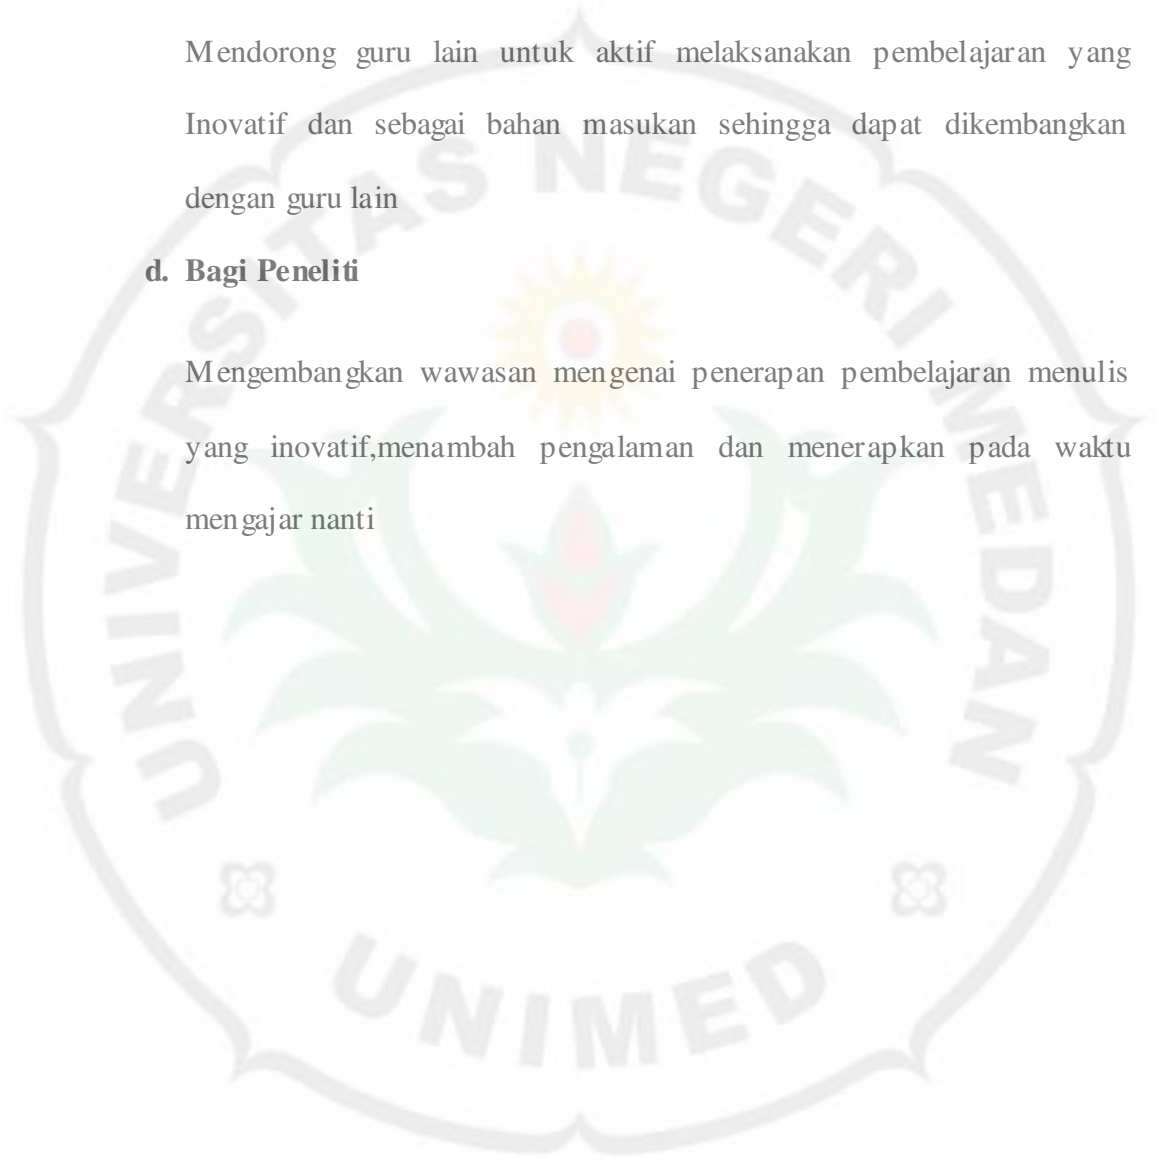 Mendorong guru lain untuk aktif melaksanakan pembelajaran yang
Inovatif dan sebagai bahan masukan sehingga dapat dikembangkan
dengan guru lain
d. Bagi Peneliti
Mengembangkan wawasan mengenai penerapan pembelajaran menulis
yang inovatif,menambah pengalaman dan menerapkan pada waktu
mengajar nanti
UNIVERSITAS NEGERI MEDAN
UNIMED